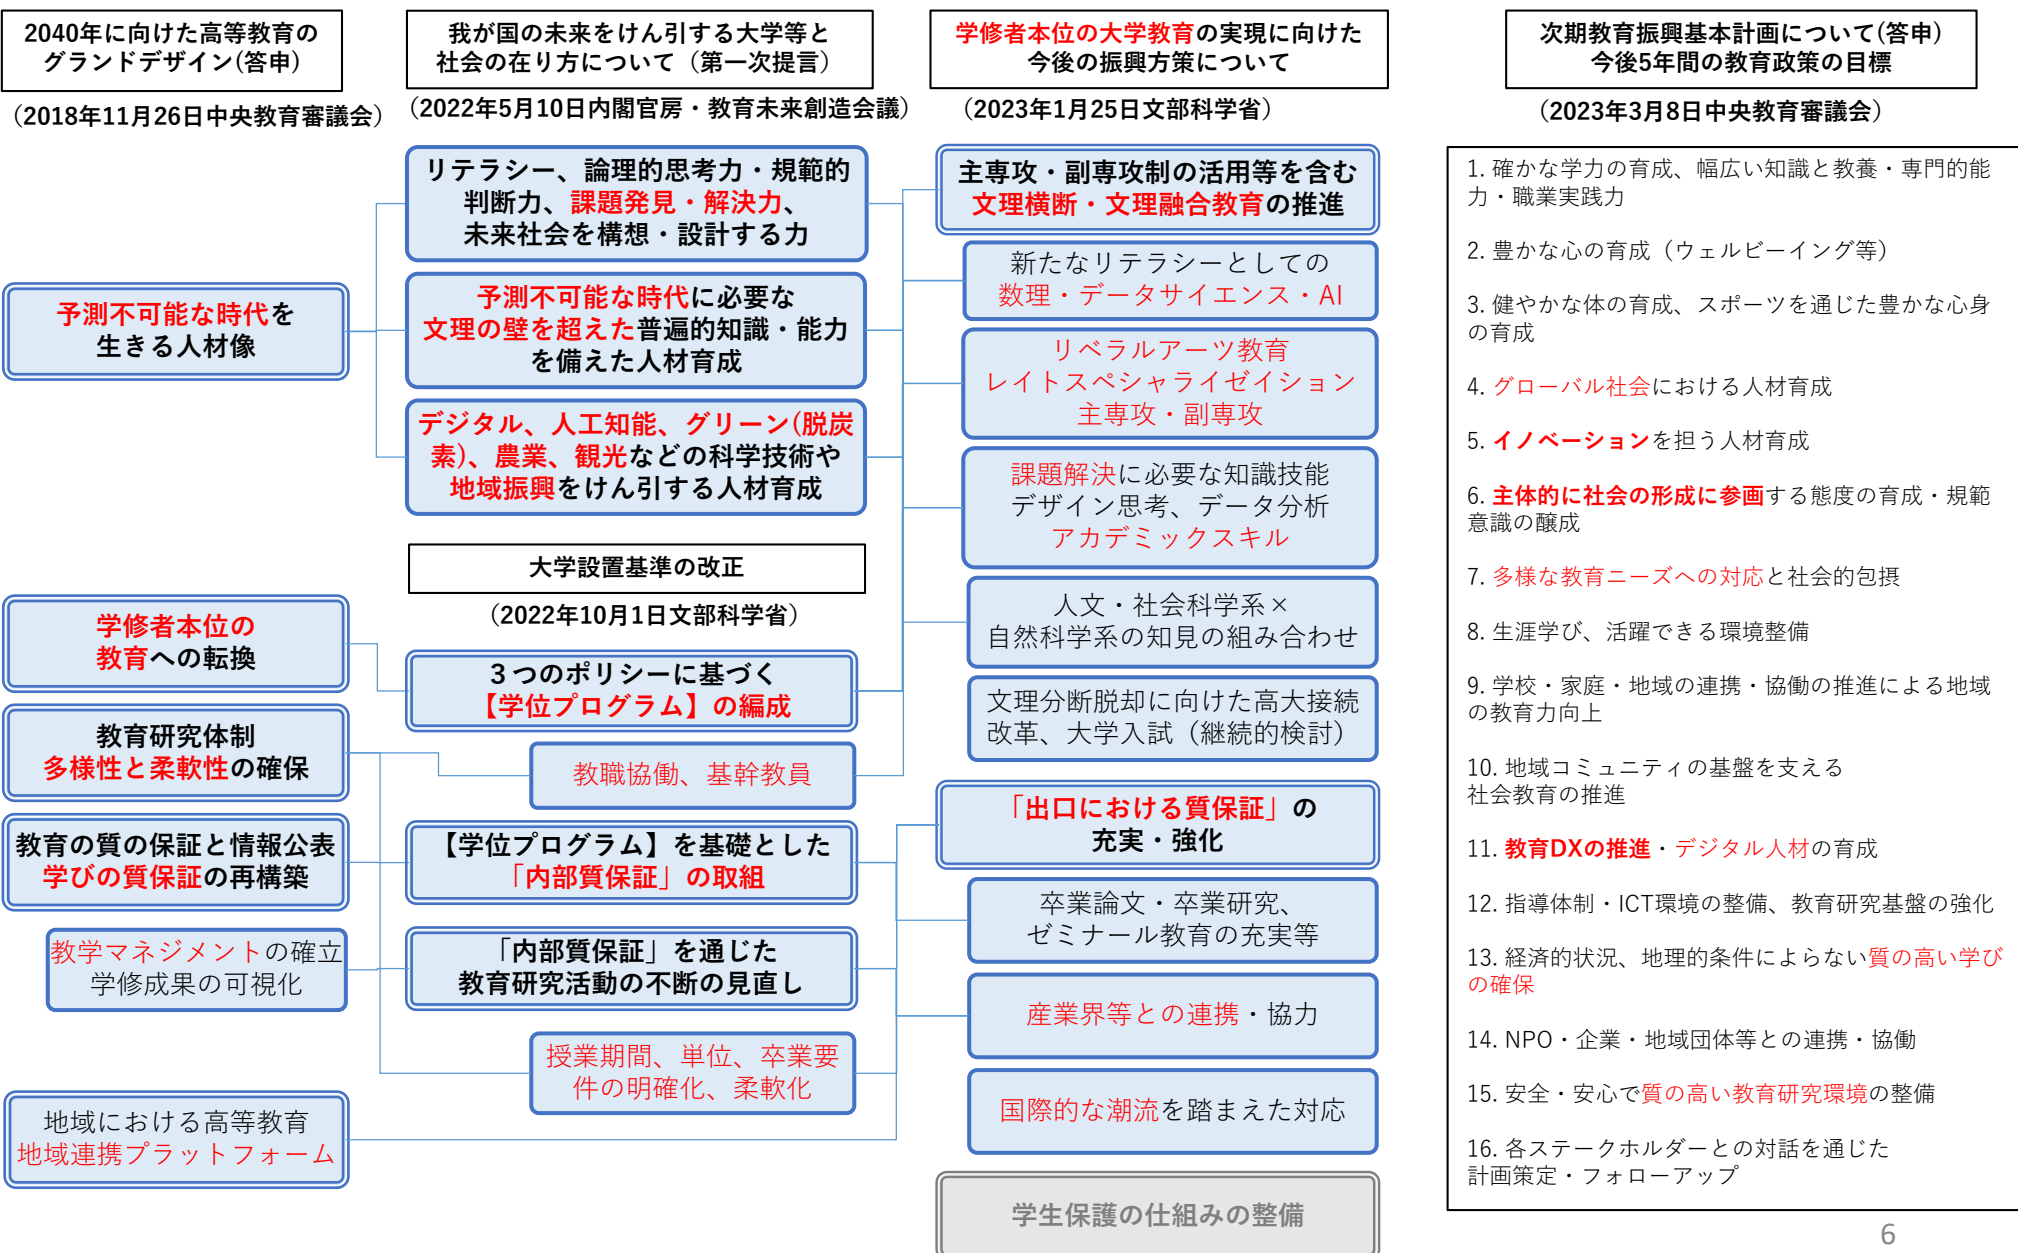 2040年に向けた高等教育の
グランドデザイン(答申)
（2018年11月26日中央教育審議会）
予測不可能な時代を
生きる人材像
学修者本位の
教育への転換
教育研究体制
多様性と柔軟性の確保
教育の質の保証と情報公表
学びの質保証の再構築
教学マネジメントの確立
学修成果の可視化
地域における高等教育
地域連携プラットフォーム
我が国の未来をけん引する大学等と
社会の在り方について（第一次提言）
（2022年5月10日内閣官房・教育未来創造会議）
リテラシー、論理的思考力・規範的
判断力、課題発見・解決力、
未来社会を構想・設計する力
予測不可能な時代に必要な
文理の壁を超えた普遍的知識・能力
を備えた人材育成
デジタル、人工知能、グリーン(脱炭
素)、農業、観光などの科学技術や
地域振興をけん引する人材育成
大学設置基準の改正
（2022年10月1日文部科学省）
３つのポリシーに基づく
【学位プログラム】の編成
教職協働、基幹教員
【学位プログラム】を基礎とした
「内部質保証」の取組
「内部質保証」を通じた
教育研究活動の不断の見直し
授業期間、単位、卒業要
件の明確化、柔軟化
学修者本位の大学教育の実現に向けた
今後の振興方策について
（2023年1月25日文部科学省）
主専攻・副専攻制の活用等を含む
文理横断・文理融合教育の推進
新たなリテラシーとしての
数理・データサイエンス・AI
リベラルアーツ教育
レイトスペシャライゼイション
主専攻・副専攻
課題解決に必要な知識技能
デザイン思考、データ分析
アカデミックスキル
人文・社会科学系×
自然科学系の知見の組み合わせ
文理分断脱却に向けた高大接続
改革、大学入試（継続的検討）
「出口における質保証」の
充実・強化
卒業論文・卒業研究、
ゼミナール教育の充実等
産業界等との連携・協力
国際的な潮流を踏まえた対応
学生保護の仕組みの整備
次期教育振興基本計画について(答申)
今後5年間の教育政策の目標
（2023年3月8日中央教育審議会）
1. 確かな学力の育成、幅広い知識と教養・専門的能
力・職業実践力
2. 豊かな心の育成（ウェルビーイング等）
3. 健やかな体の育成、スポーツを通じた豊かな心身
の育成
4. グローバル社会における人材育成
5. イノベーションを担う人材育成
6. 主体的に社会の形成に参画する態度の育成・規範
意識の醸成
7. 多様な教育ニーズへの対応と社会的包摂
8. 生涯学び、活躍できる環境整備
9. 学校・家庭・地域の連携・協働の推進による地域
の教育力向上
10. 地域コミュニティの基盤を支える
社会教育の推進
11. 教育DXの推進・デジタル人材の育成
12. 指導体制・ICT環境の整備、教育研究基盤の強化
13. 経済的状況、地理的条件によらない質の高い学び
の確保
14. NPO・企業・地域団体等との連携・協働
15. 安全・安心で質の高い教育研究環境の整備
16. 各ステークホルダーとの対話を通じた
計画策定・フォローアップ
6